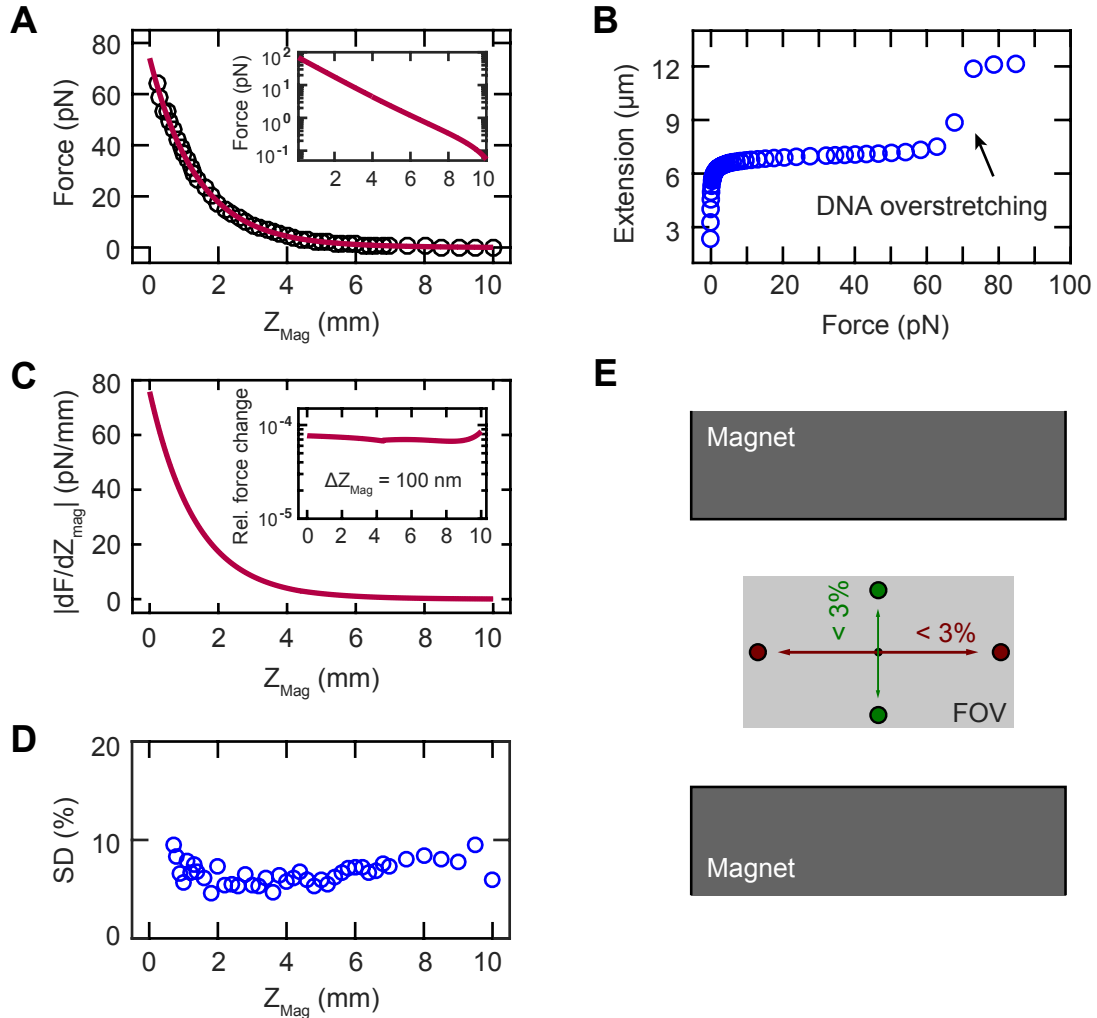 A
Force (pN)
80
60
40
20
0
0 2 4 6 8 10
Z_Mag (mm)
Force (pN)
10^2
10^1
10^0
10^-1
2 4 6 8 10
B
Extension (μm)
12
9
6
3
0 20 40 60 80 100
Force (pN)
DNA overstretching
C
|dF/dZ_mag| (pN/mm)
80
60
40
20
0
0 2 4 6 8 10
Z_Mag (mm)
Rel. force change
10^-4
10^-5
ΔZ_Mag = 100 nm
0 2 4 6 8 10
D
SD (%)
20
10
0
0 2 4 6 8 10
Z_Mag (mm)
E
Magnet
< 3%
< 3%
FOV
Magnet